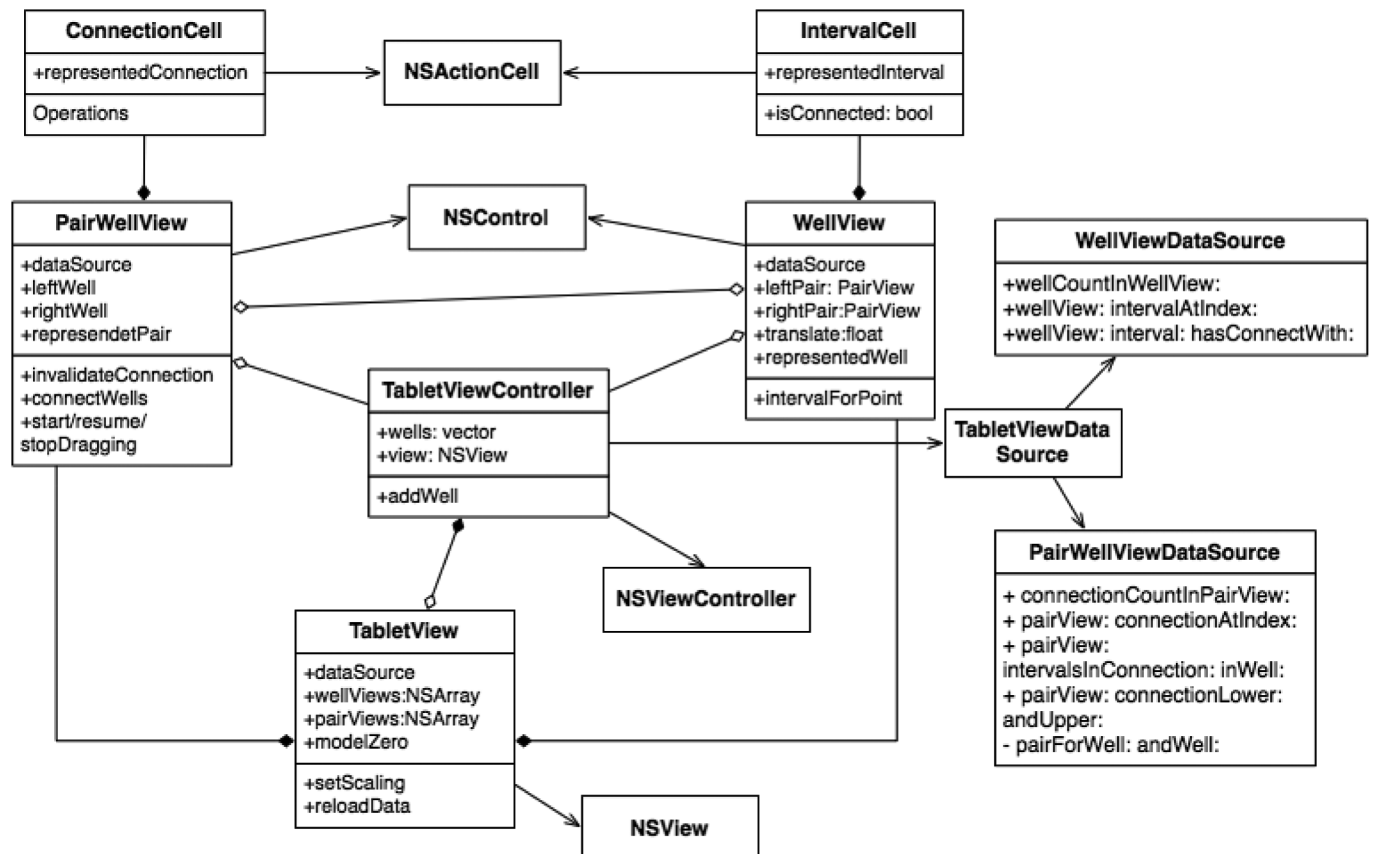 ConnectionCell
+representedConnection
Operations
NSActionCell
IntervalCell
+representedInterval
+isConnected: bool
PairWellView
+dataSource
+leftWell
+rightWell
+represendetPair
+invalidateConnection
+connectWells
+start/resume/
stopDragging
NSControl
WellView
+dataSource
+leftPair: PairView
+rightPair:PairView
+translate:float
+representedWell
+intervalForPoint
WellViewDataSource
+wellCountInWellView:
+wellView: intervalAtIndex:
+wellView: interval: hasConnectWith:
TabletViewController
+wells: vector
+view: NSView
+addWell
TabletViewData
Source
NSViewController
PairWellViewDataSource
+ connectionCountInPairView:
+ pairView: connectionAtIndex:
+ pairView:
intervalsInConnection: inWell:
+ pairView: connectionLower:
andUpper:
- pairForWell: andWell:
TabletView
+dataSource
+wellViews:NSArray
+pairViews:NSArray
+modelZero
+setScaling
+reloadData
NSView